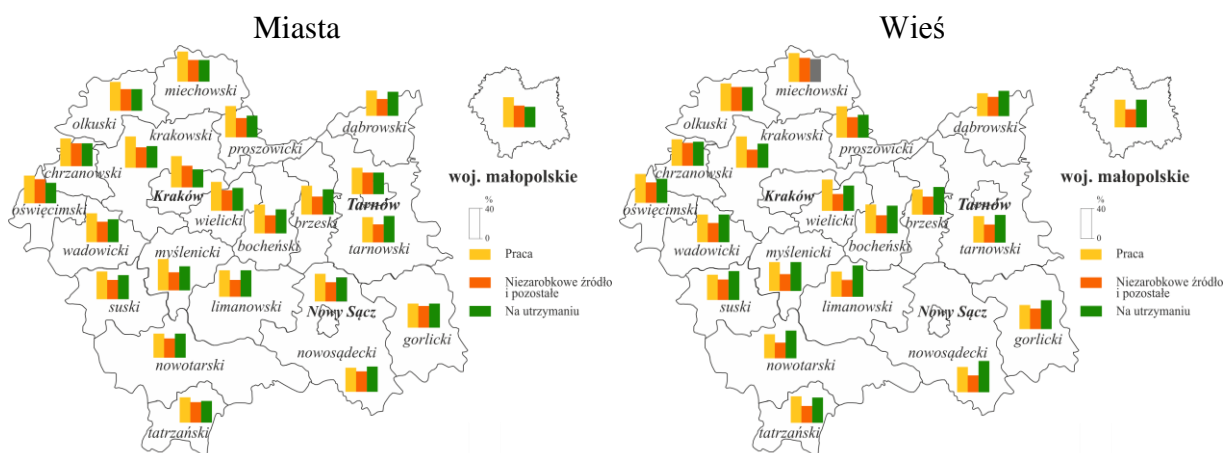 Miasta
miechowski
olkuski
krakowski
proszowicki
dąbrowski
chrzanowski
oświęcimski
Kraków
wielicki
bocheński
brzeski
Tarnów
tarnowski
wadowicki
myślenicki
suski
limanowski
Nowy Sącz
gorlicki
nowotarski
nowosądecki
tatrzański
woj. małopolskie
%
40
0
Praca
Niezarobkowe źródło
i pozostałe
Na utrzymaniu
Wieś
miechowski
olkuski
krakowski
proszowicki
dąbrowski
chrzanowski
oświęcimski
Kraków
wielicki
bocheński
brzeski
Tarnów
tarnowski
wadowicki
myślenicki
suski
limanowski
Nowy Sącz
gorlicki
nowotarski
nowosądecki
tatrzański
woj. małopolskie
%
40
0
Praca
Niezarobkowe źródło
i pozostałe
Na utrzymaniu